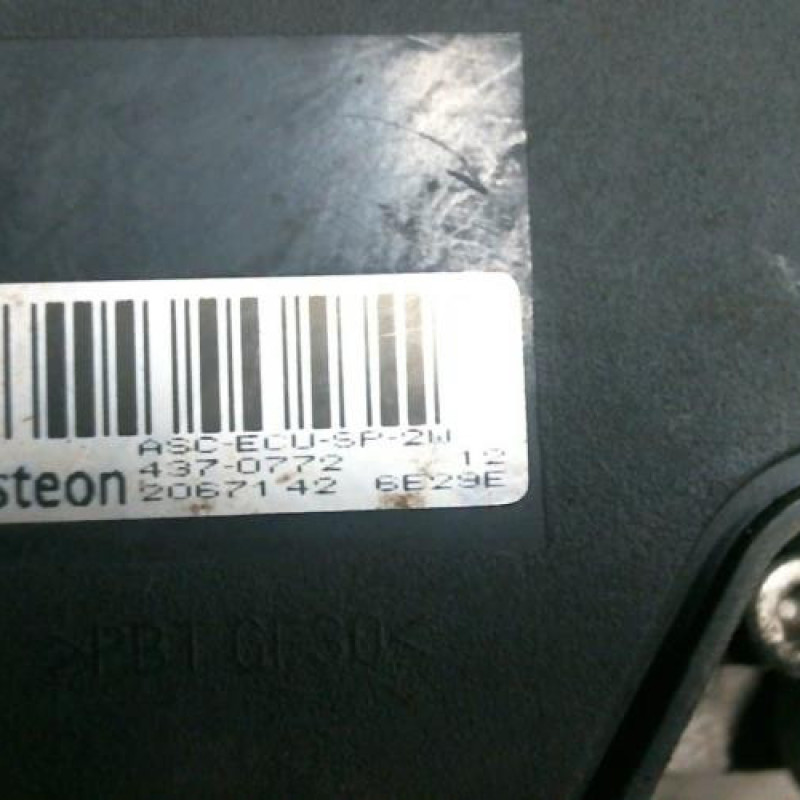 ASC-ECU-SP-2W
437-0772 12
steon 2067142 6E29E
>PBT GF30<